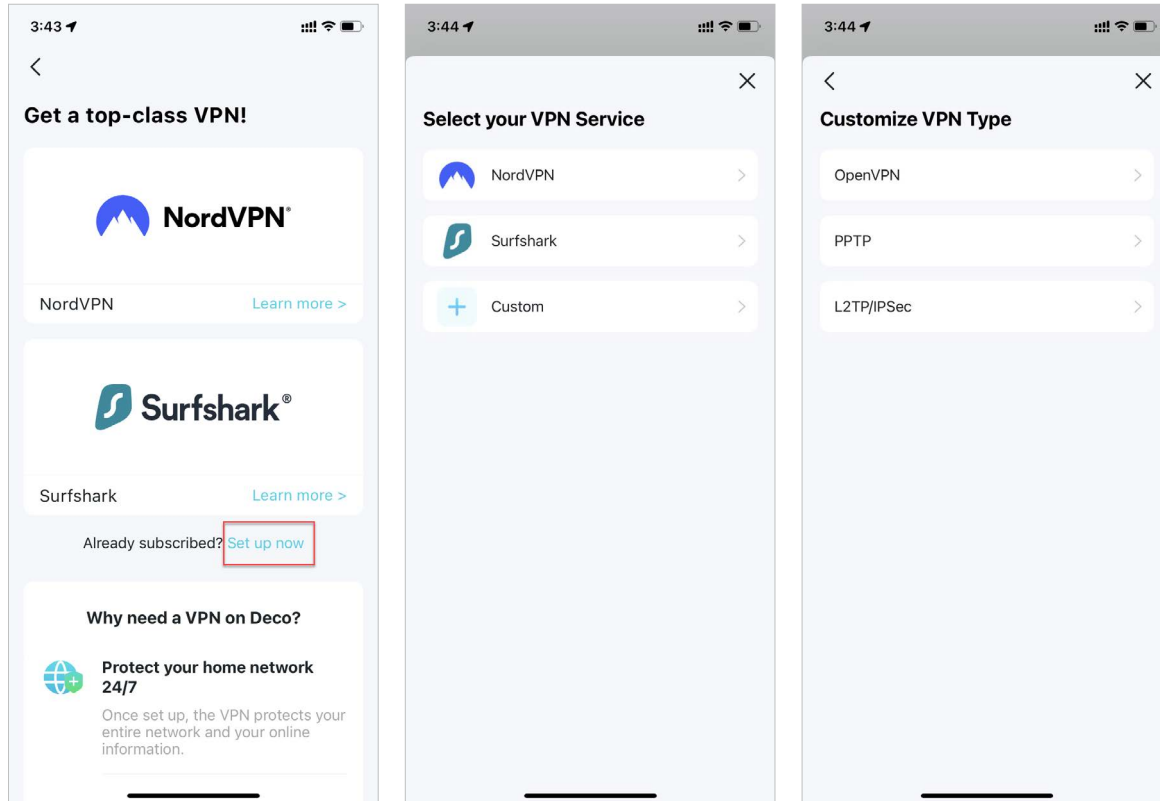 3:43
Get a top-class VPN!
NordVPN®
NordVPN
Learn more >
Surfshark®
Surfshark
Learn more >
Already subscribed? Set up now
Why need a VPN on Deco?
Protect your home network
24/7
Once set up, the VPN protects your
entire network and your online
information.
3:44
Select your VPN Service
NordVPN
Surfshark
Custom
3:44
Customize VPN Type
OpenVPN
PPTP
L2TP/IPSec